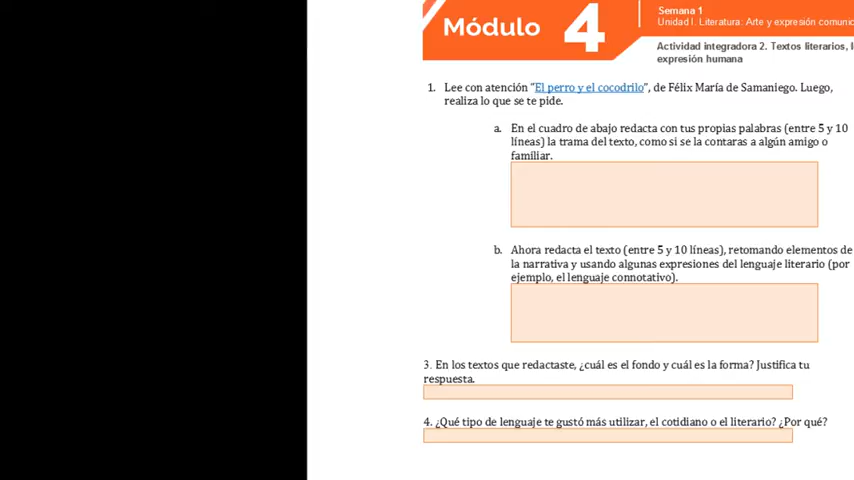 Módulo 4
Semana 1
Unidad I. Literatura: Arte y expresión
Actividad integradora 2. Textos literarios,
expresión humana
1. Lee con atención "El perro y el cocodrilo", de Félix María de Samaniego. Luego,
realiza lo que se te pide.
a. En el cuadro de abajo redacta con tus propias palabras (entre 5 y 10
líneas) la trama del texto, como si se la contaras a algún amigo o
familiar.
b. Ahora redacta el texto (entre 5 y 10 líneas), retomando elementos de
la narrativa y usando algunas expresiones del lenguaje literario (por
ejemplo, el lenguaje connotativo).
3. En los textos que redactaste, ¿cuál es el fondo y cuál es la forma? Justifica tu
respuesta.
4. ¿Qué tipo de lenguaje te gustó más utilizar, el cotidiano o el literario? ¿Por qué?